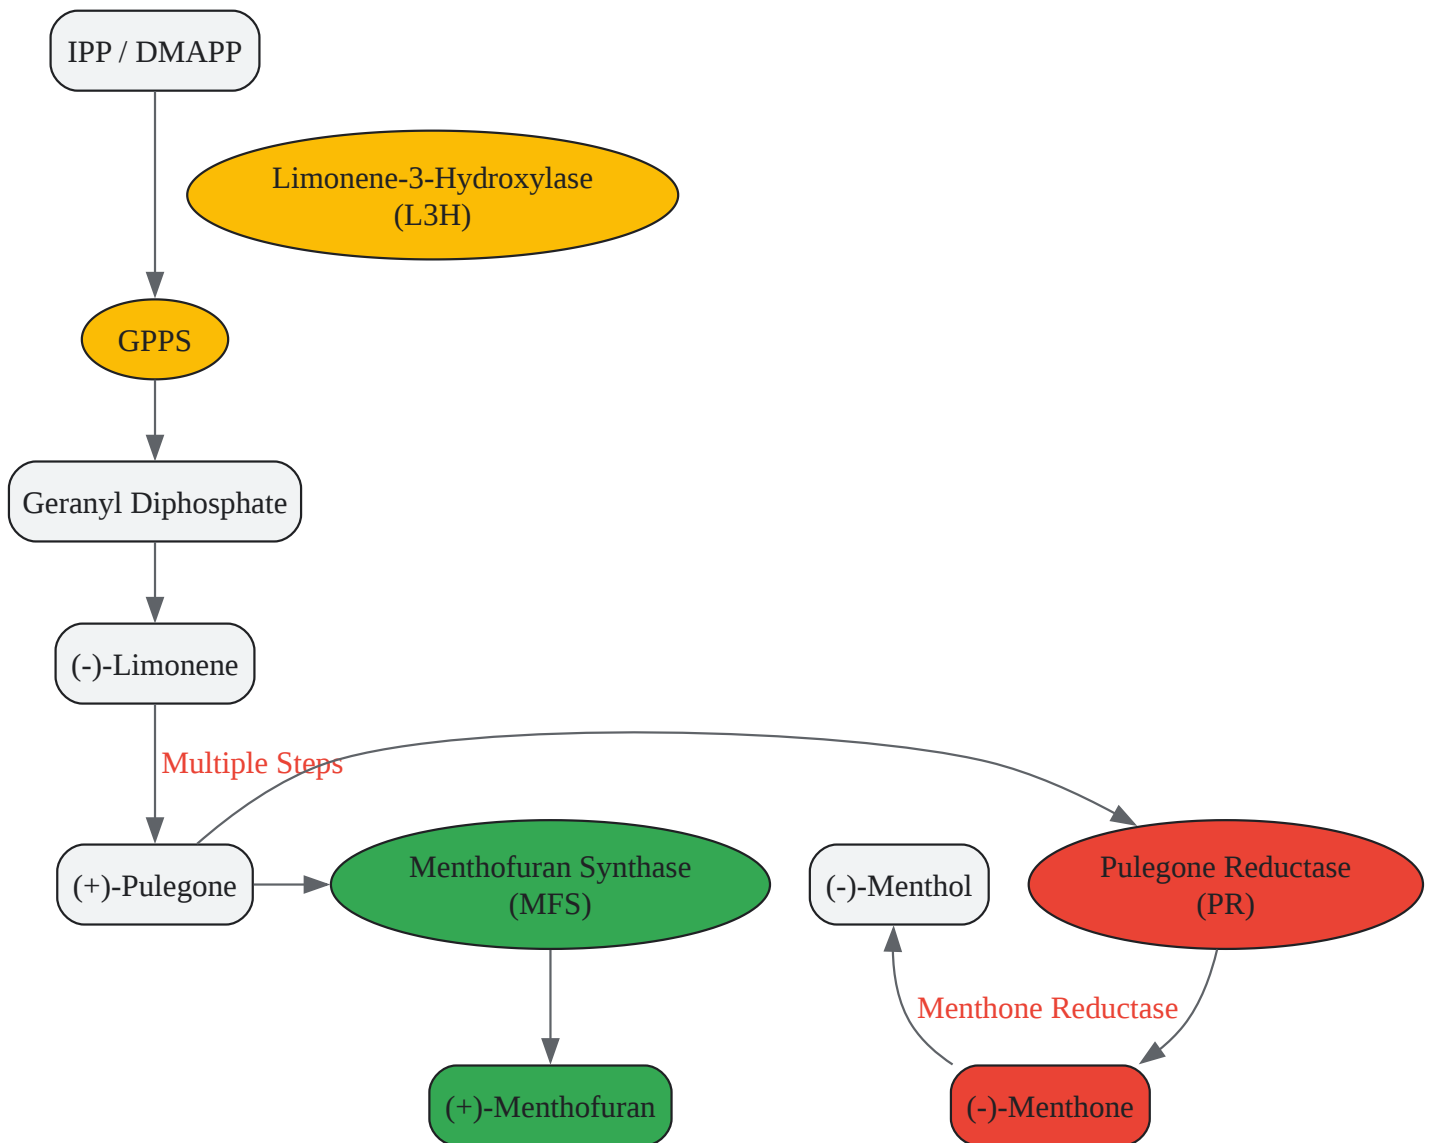 IPP / DMAPP
Limonene-3-Hydroxylase
(L3H)
GPPS
Geranyl Diphosphate
(-)-Limonene
Multiple Steps
(+)-Pulegone
Menthofuran Synthase
(MFS)
(-)-Menthol
Pulegone Reductase
(PR)
Menthone Reductase
(+)-Menthofuran
(-)-Menthone